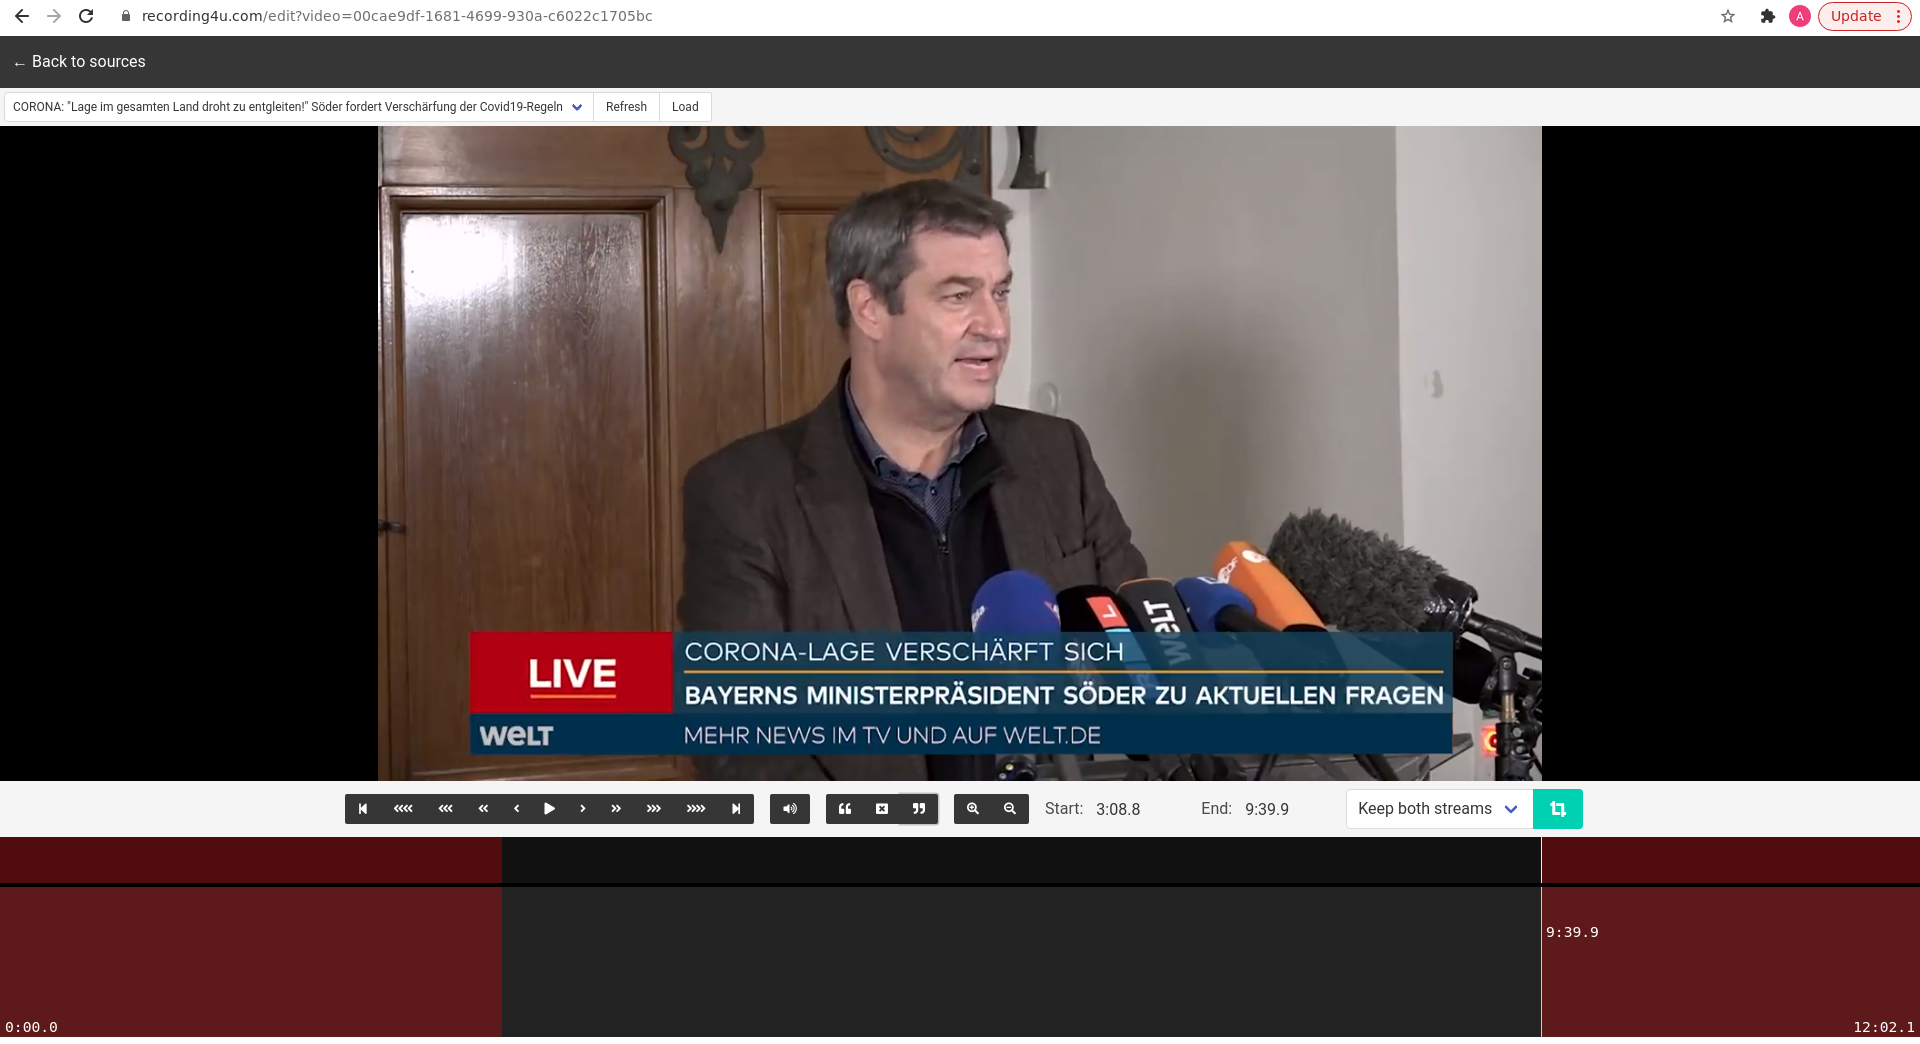 recording4u.com/edit?video=00cae9df-1681-4699-930a-c6022c1705bc
A
Update
← Back to sources
CORONA: "Lage im gesamten Land droht zu entgleiten!" Söder fordert Verschärfung der Covid19-Regeln
Refresh
Load
WELT
LIVE
CORONA-LAGE VERSCHÄRFT SICH
BAYERNS MINISTERPRÄSIDENT SÖDER ZU AKTUELLEN FRAGEN
WELT
MEHR NEWS IM TV UND AUF WELT.DE
Start: 3:08.8
End: 9:39.9
Keep both streams
9:39.9
0:00.0
12:02.1